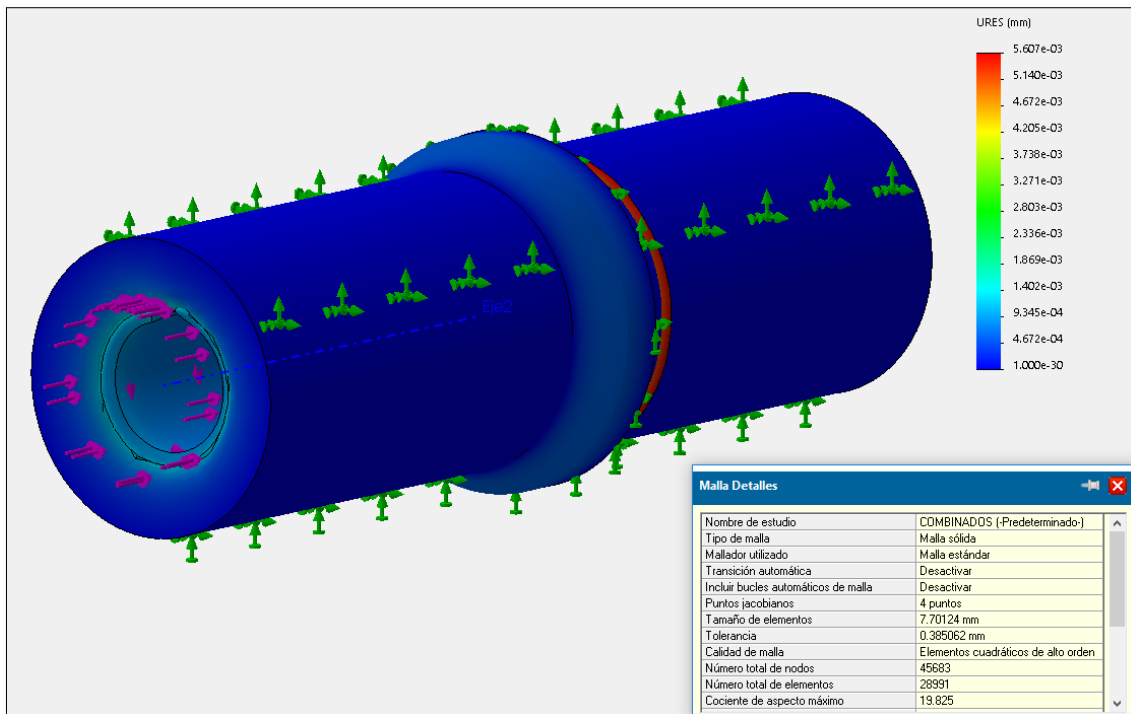 URES (mm)
5.607e-03
5.140e-03
4.672e-03
4.205e-03
3.738e-03
3.271e-03
2.803e-03
2.336e-03
1.869e-03
1.402e-03
9.345e-04
4.672e-04
1.000e-30
Eje2
Malla Detalles
Nombre de estudio COMBINADOS (-Predeterminado-)
Tipo de malla Malla sólida
Mallador utilizado Malla estándar
Transición automática Desactivar
Incluir bucles automáticos de malla Desactivar
Puntos jacobianos 4 puntos
Tamaño de elementos 7.70124 mm
Tolerancia 0.385062 mm
Calidad de malla Elementos cuadráticos de alto orden
Número total de nodos 45683
Número total de elementos 28991
Cociente de aspecto máximo 19.825